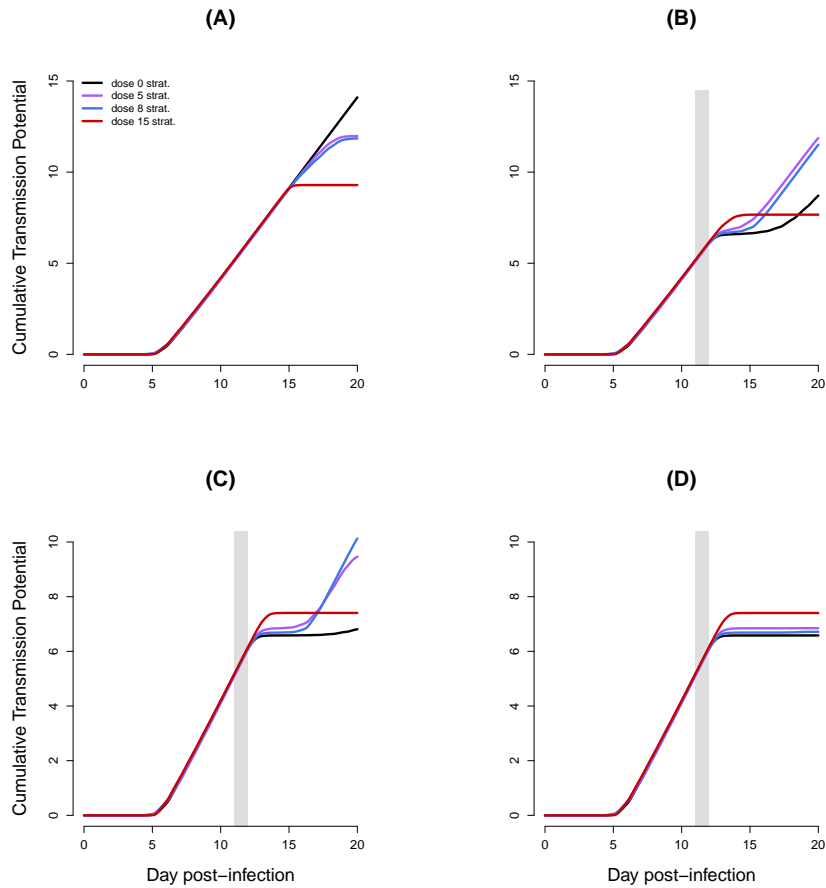 (A)
Cumulative Transmission Potential
15
10
5
0
dose 0 strat.
dose 5 strat.
dose 8 strat.
dose 15 strat.
0 5 10 15 20
(B)
15
10
5
0
0 5 10 15 20
(C)
Cumulative Transmission Potential
10
8
6
4
2
0
0 5 10 15 20
Day post−infection
(D)
10
8
6
4
2
0
0 5 10 15 20
Day post−infection